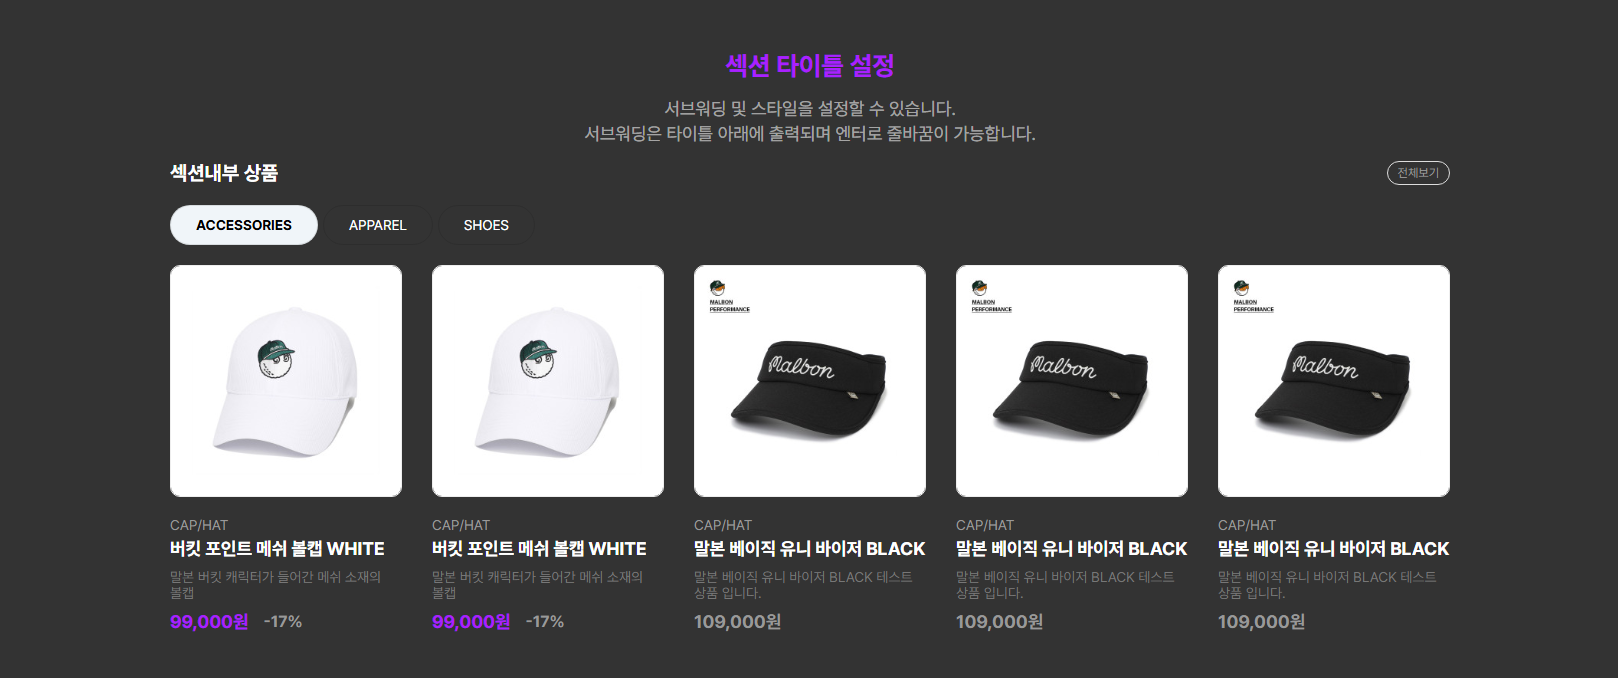 섹션 타이틀 설정
서브워딩 및 스타일을 설정할 수 있습니다.
서브워딩은 타이틀 아래에 출력되며 엔터로 줄바꿈이 가능합니다.
섹션내부 상품
전체보기
ACCESSORIES
APPAREL
SHOES
MALBON
PERFORMANCE
Malbon
MALBON
PERFORMANCE
Malbon
MALBON
PERFORMANCE
Malbon
CAP/HAT
버킷 포인트 메쉬 볼캡 WHITE
말본 버킷 캐릭터가 들어간 메쉬 소재의
볼캡
99,000원 -17%
CAP/HAT
버킷 포인트 메쉬 볼캡 WHITE
말본 버킷 캐릭터가 들어간 메쉬 소재의
볼캡
99,000원 -17%
CAP/HAT
말본 베이직 유니 바이저 BLACK
말본 베이직 유니 바이저 BLACK 테스트
상품 입니다.
109,000원
CAP/HAT
말본 베이직 유니 바이저 BLACK
말본 베이직 유니 바이저 BLACK 테스트
상품 입니다.
109,000원
CAP/HAT
말본 베이직 유니 바이저 BLACK
말본 베이직 유니 바이저 BLACK 테스트
상품 입니다.
109,000원